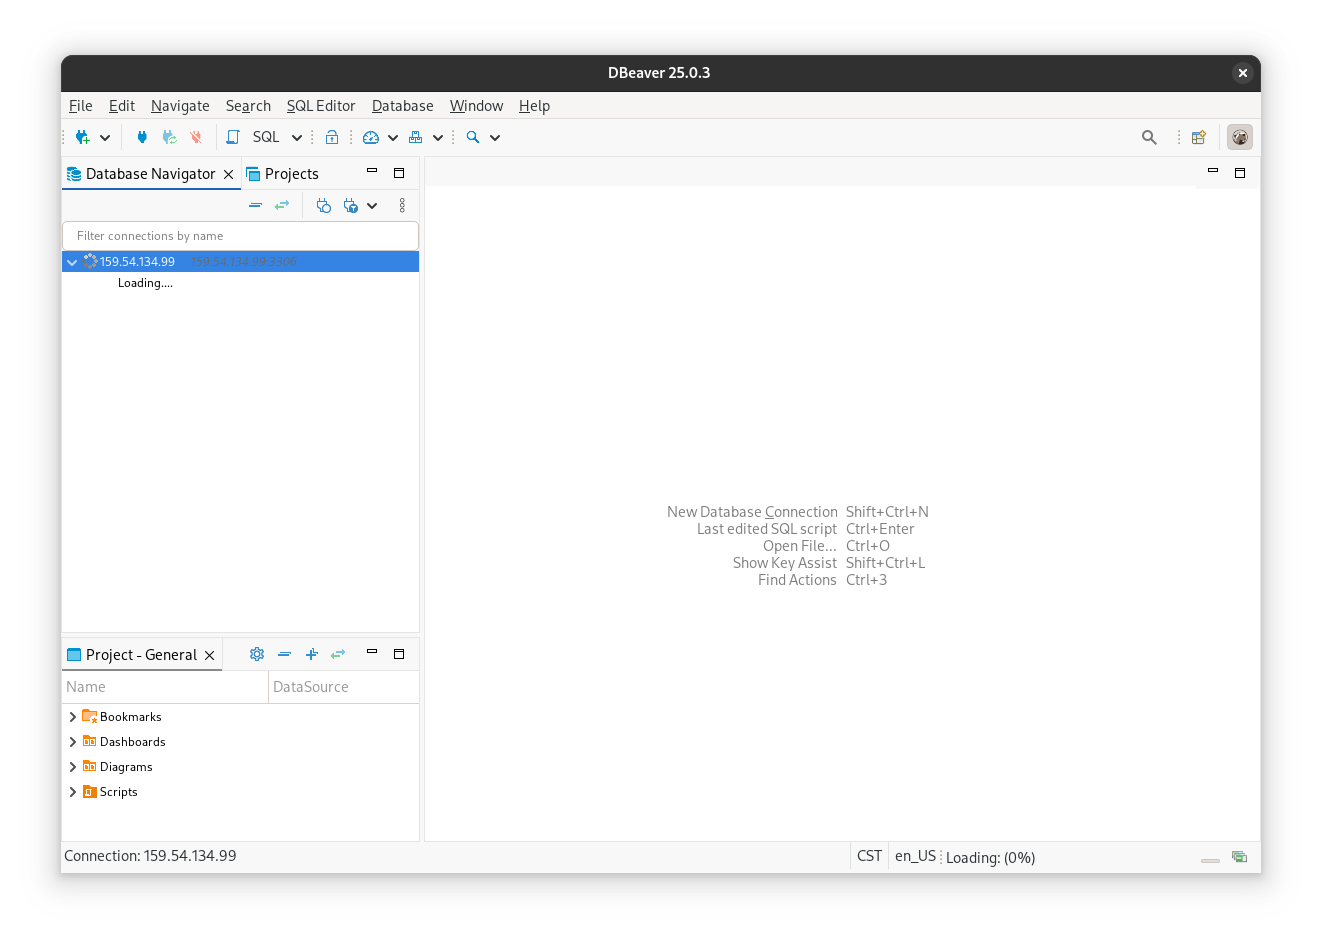 DBeaver 25.0.3
File Edit Navigate Search SQL Editor Database Window Help
SQL
Database Navigator Projects
Filter connections by name
159.54.134.99 159.54.134.99:3306
Loading....
New Database Connection Shift+Ctrl+N
Last edited SQL script Ctrl+Enter
Open File... Ctrl+O
Show Key Assist Shift+Ctrl+L
Find Actions Ctrl+3
Project - General
Name DataSource
Bookmarks
Dashboards
Diagrams
Scripts
Connection: 159.54.134.99 CST en_US Loading: (0%)